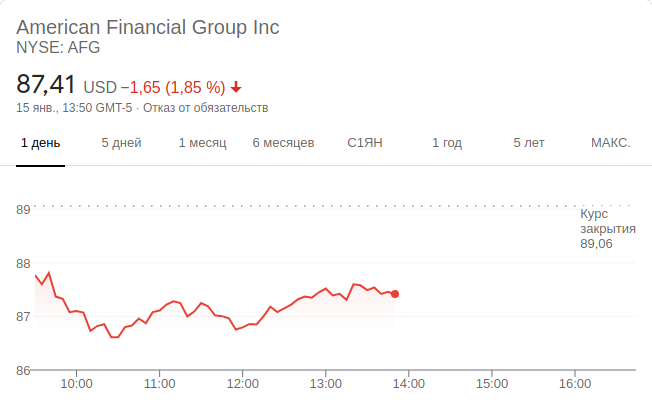 American Financial Group Inc
NYSE: AFG
87,41 USD −1,65 (1,85 %)
15 янв., 13:50 GMT-5 · Отказ от обязательств
1 день 5 дней 1 месяц 6 месяцев С1ЯН 1 год 5 лет МАКС.
89
Курс
закрытия
89,06
88
87
86
10:00 11:00 12:00 13:00 14:00 15:00 16:00